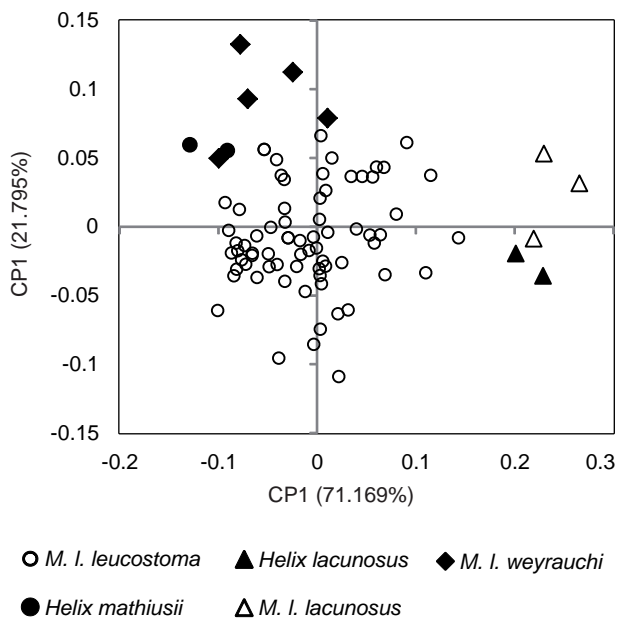 0.15
0.1
0.05
0
-0.05
-0.1
-0.15
CP1 (21.795%)
-0.2 -0.1 0 0.1 0.2 0.3
CP1 (71.169%)
M. l. leucostoma Helix lacunosus M. l. weyrauchi
Helix mathiusii M. l. lacunosus